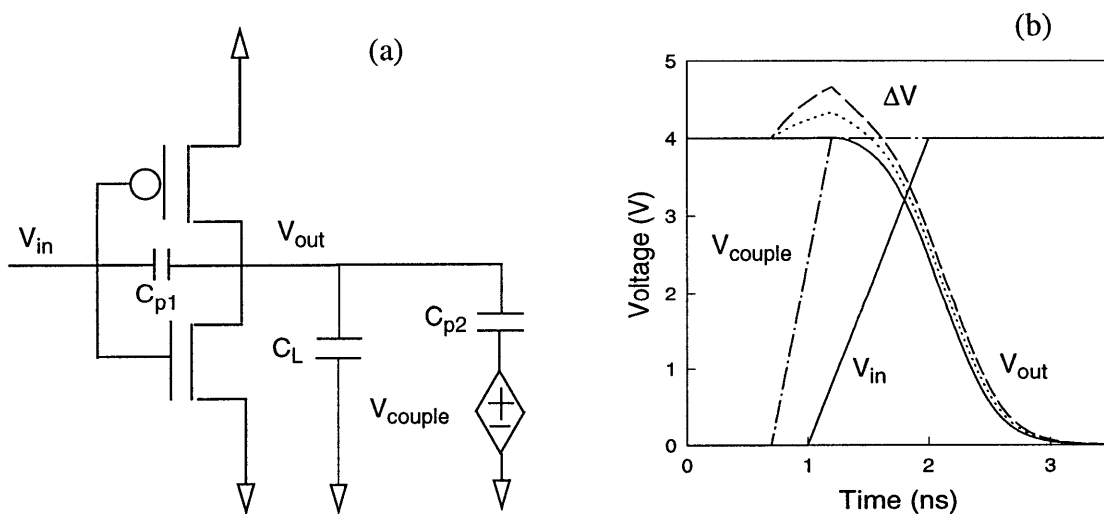 (a)
V_in
V_out
C_p1
C_L
C_p2
V_couple
(b)
Voltage (V)
5
4
3
2
1
0
ΔV
V_couple
V_in
V_out
0
1
2
3
Time (ns)